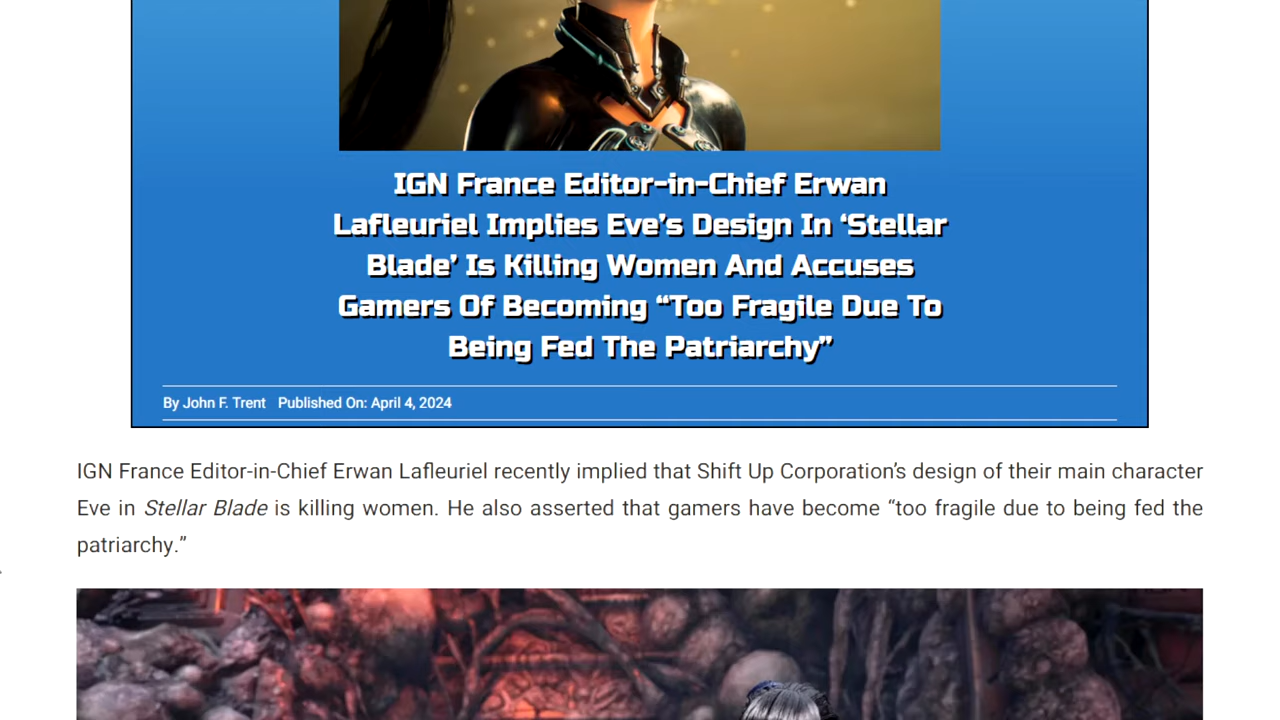 IGN France Editor-in-Chief Erwan
Lafleuriel Implies Eve’s Design In ‘Stellar
Blade’ Is Killing Women And Accuses
Gamers Of Becoming “Too Fragile Due To
Being Fed The Patriarchy”
By John F. Trent Published On: April 4, 2024
IGN France Editor-in-Chief Erwan Lafleuriel recently implied that Shift Up Corporation’s design of their main character
Eve in Stellar Blade is killing women. He also asserted that gamers have become “too fragile due to being fed the
patriarchy.”